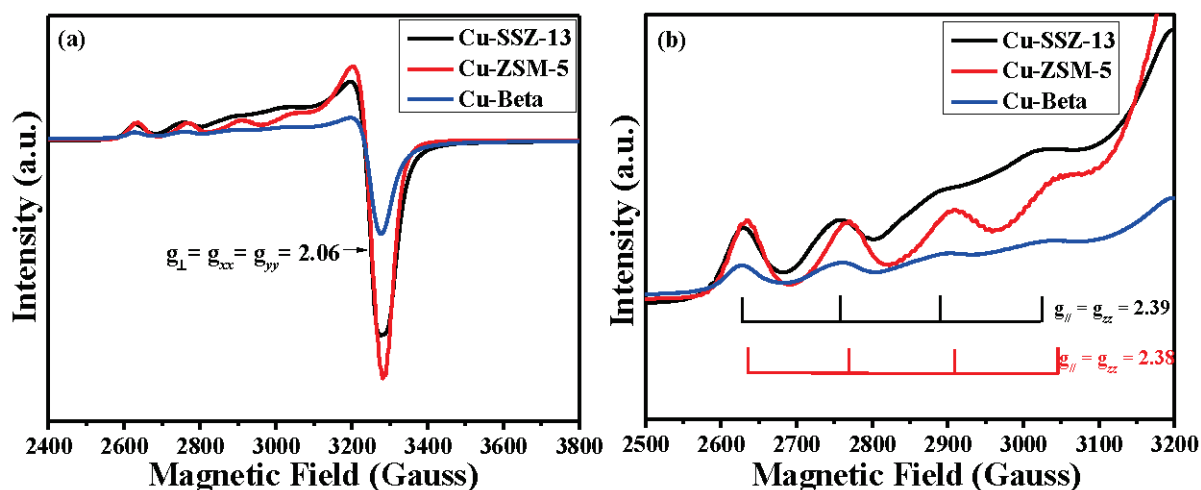 (a)
Cu-SSZ-13
Cu-ZSM-5
Cu-Beta
g⊥= gxx= gyy= 2.06
Intensity (a.u.)
2400 2600 2800 3000 3200 3400 3600 3800
Magnetic Field (Gauss)
(b)
Cu-SSZ-13
Cu-ZSM-5
Cu-Beta
g// = gzz = 2.39
g// = gzz = 2.38
Intensity (a.u.)
2500 2600 2700 2800 2900 3000 3100 3200
Magnetic Field (Gauss)